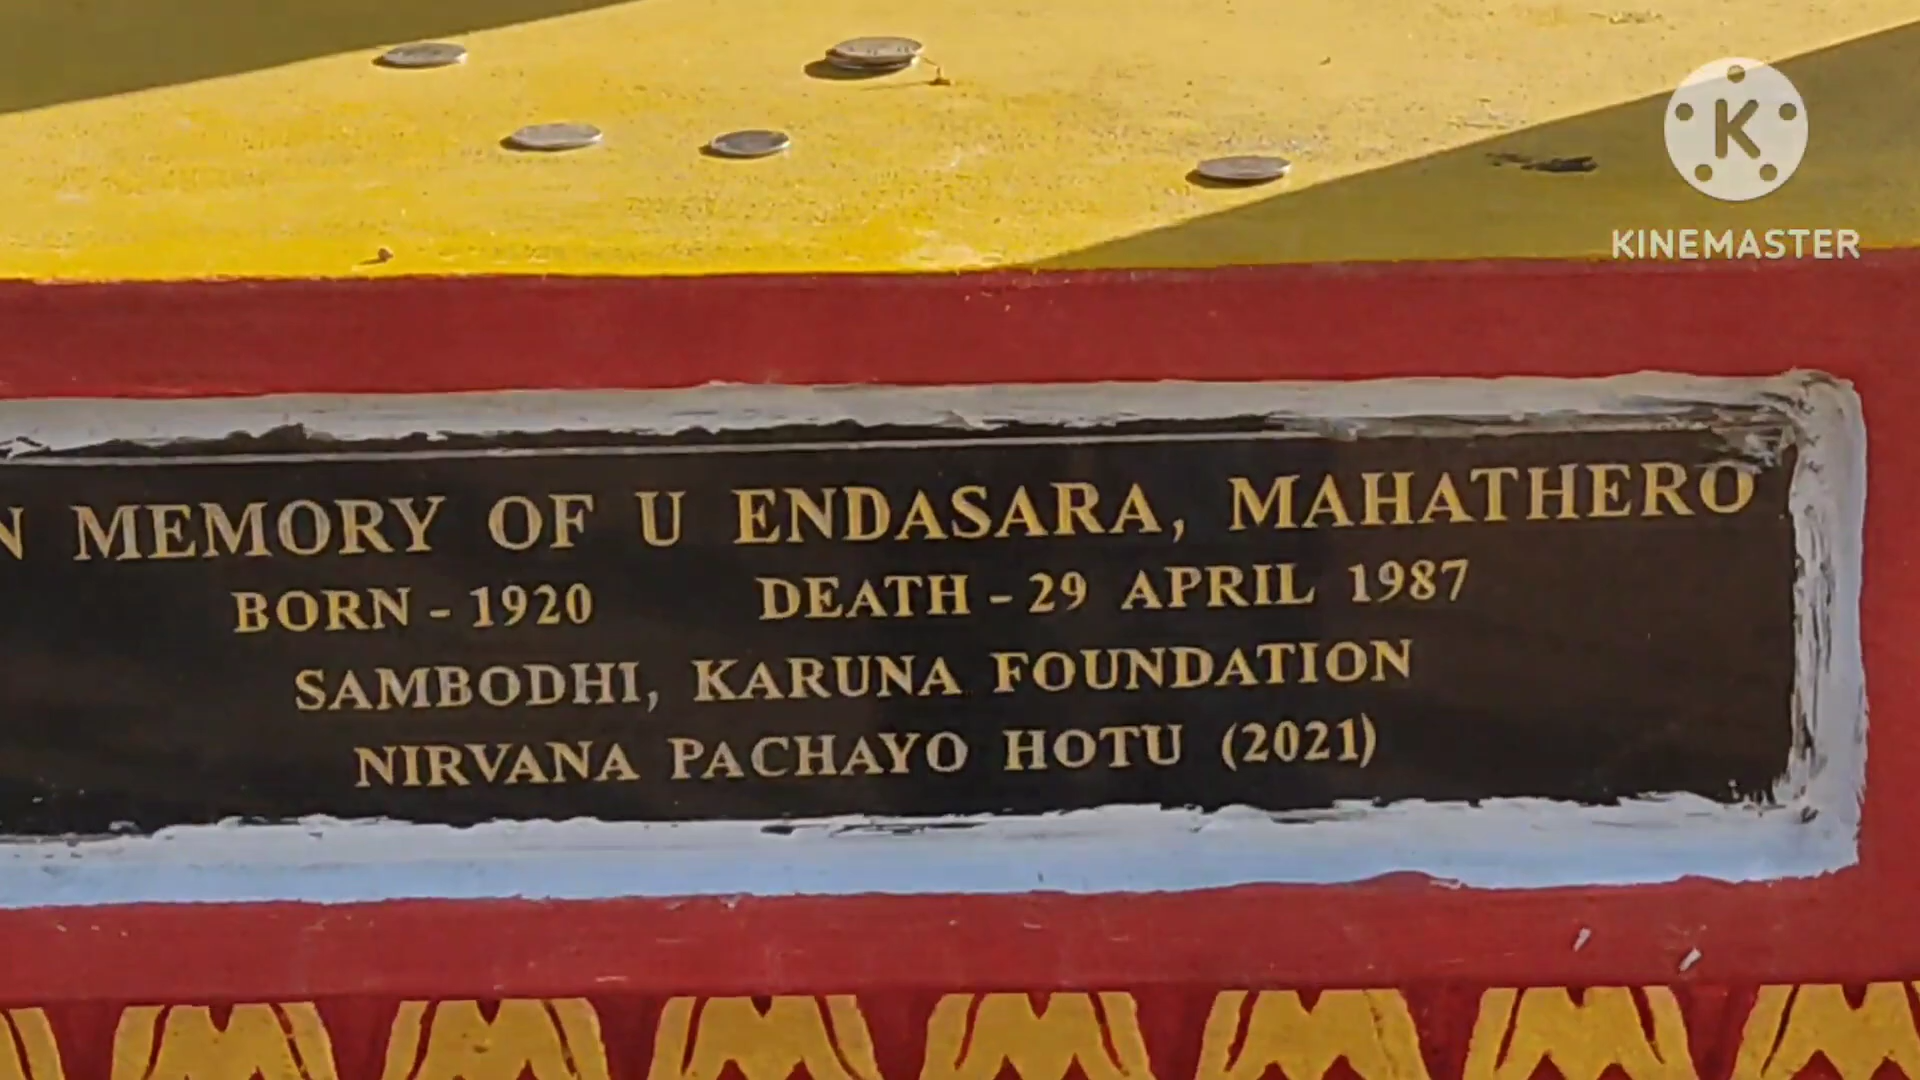 K
KINEMASTER
N MEMORY OF U ENDASARA, MAHATHERO
BORN - 1920 DEATH - 29 APRIL 1987
SAMBODHI, KARUNA FOUNDATION
NIRVANA PACHAYO HOTU (2021)